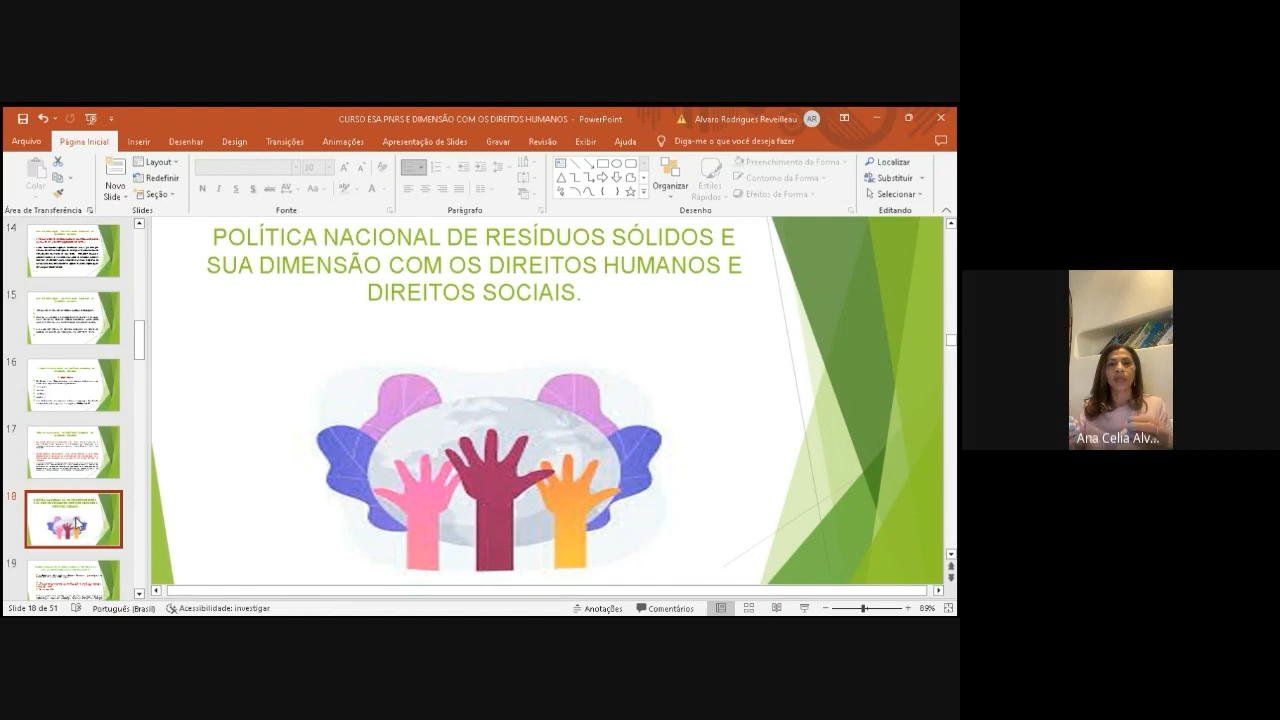 CURSO ESA PNRS E DIMENSÃO COM OS DIREITOS HUMANOS - PowerPoint
Alvaro Rodrigues Reveilleau
AR
Arquivo
Página Inicial
Inserir
Desenhar
Design
Transições
Animações
Apresentação de Slides
Gravar
Revisão
Exibir
Ajuda
Diga-me o que você deseja fazer
Colar
Novo
Slide
Layout
Redefinir
Seção
20
N I S S abc AV Aa A
Organizar
Estilos
Rápidos
Preenchimento da Forma
Contorno da Forma
Efeitos de Forma
Localizar
Substituir
Selecionar
Área de Transferência
Slides
Fonte
Parágrafo
Desenho
Editando
14
15
16
17
18
19
POLÍTICA NACIONAL DE RESÍDUOS SÓLIDOS E
SUA DIMENSÃO COM OS DIREITOS HUMANOS E
DIREITOS SOCIAIS.
Ana Celia Alv...
Slide 18 de 51
Português (Brasil)
Acessibilidade: investigar
Anotações
Comentários
89%